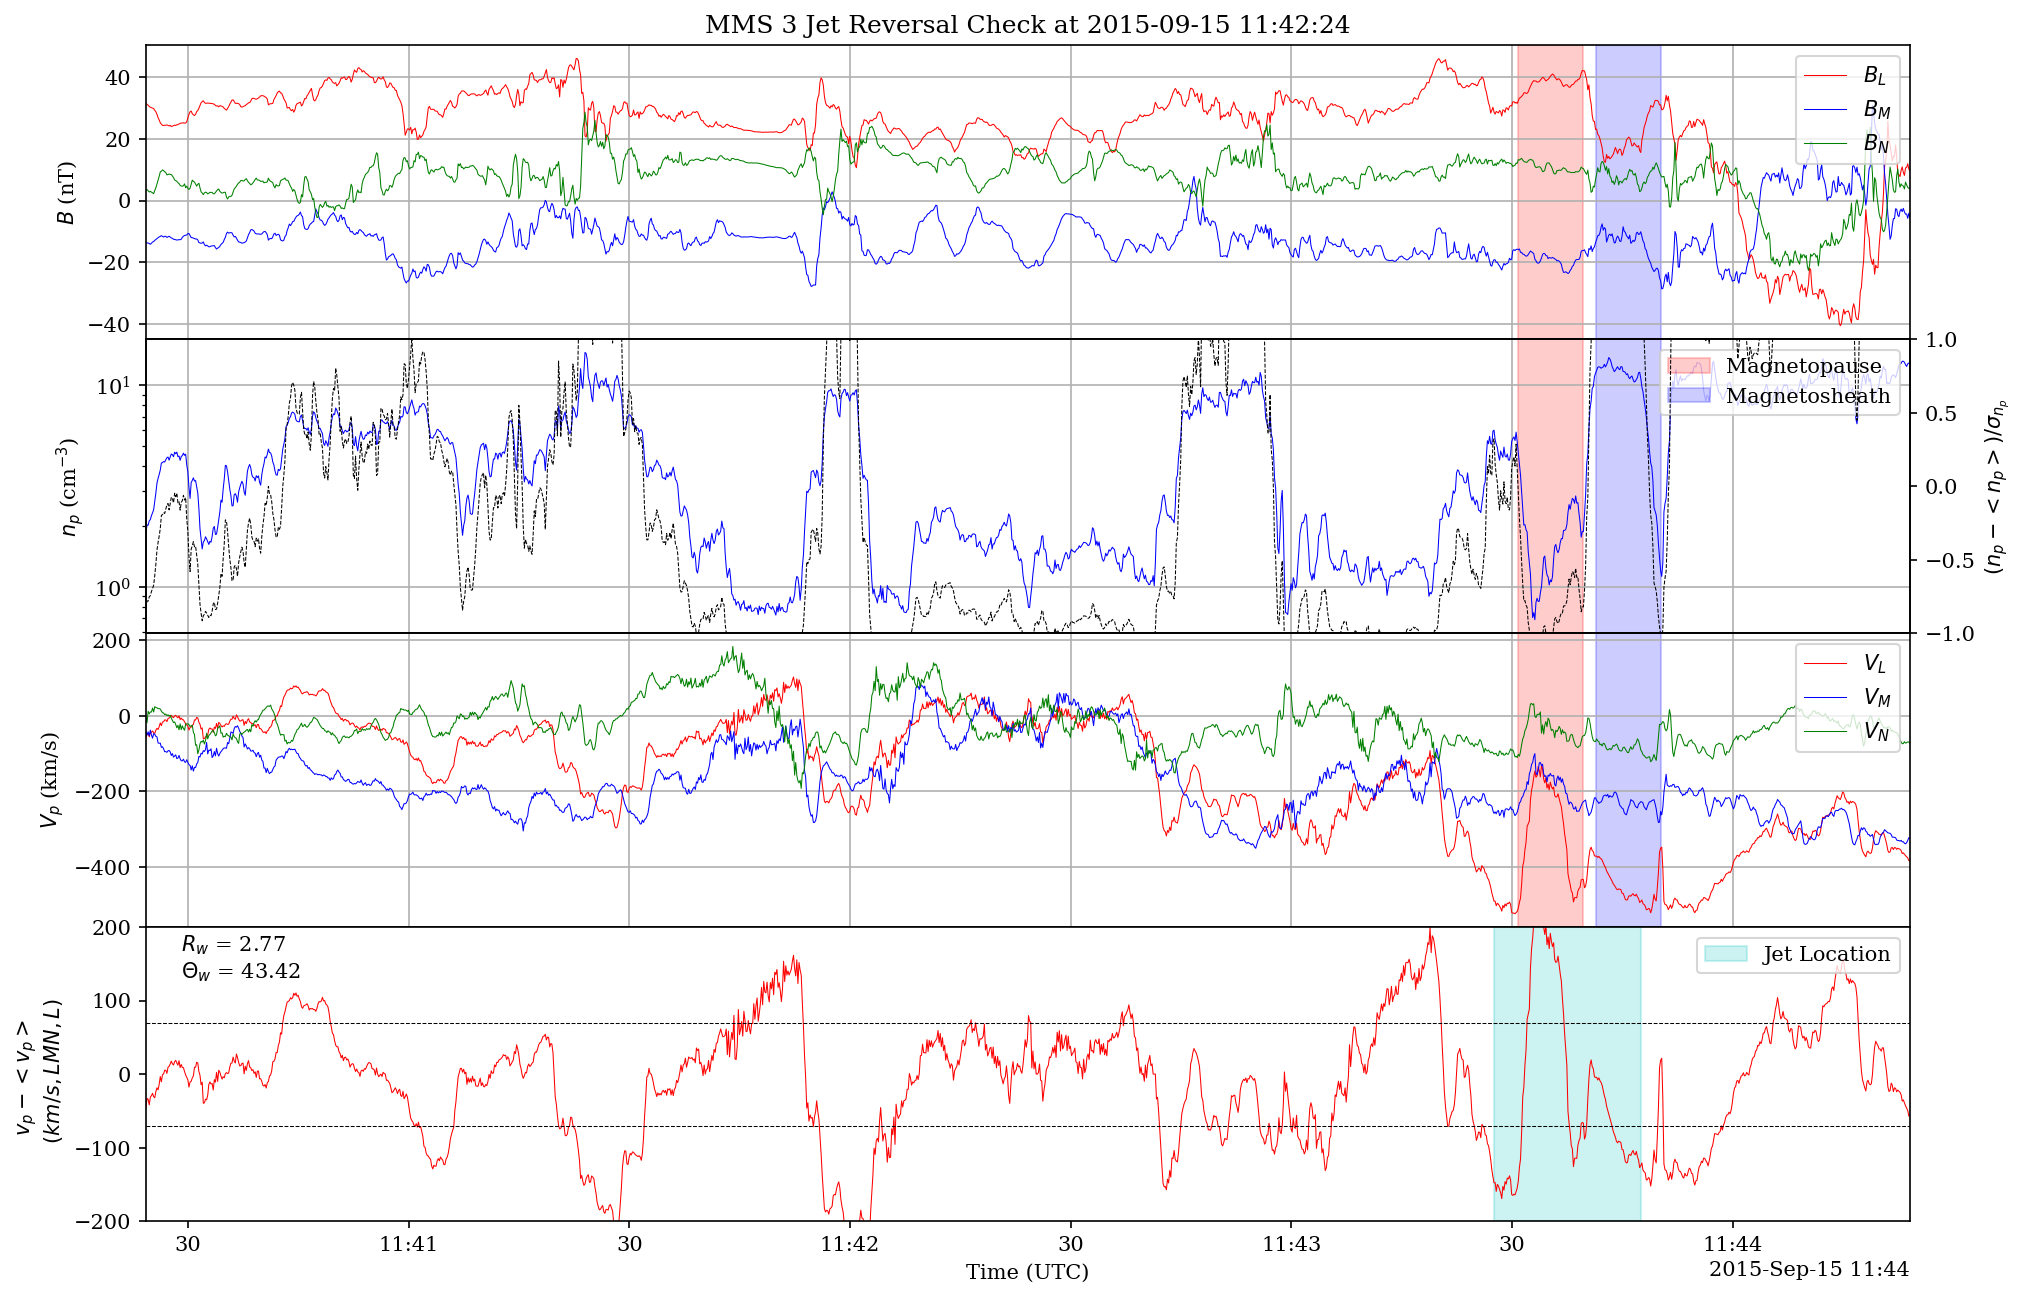 MMS 3 Jet Reversal Check at 2015-09-15 11:42:24
40
20
0
−20
−40
B (nT)
B_L
B_M
B_N
10^1
10^0
n_p (cm^−3)
1.0
0.5
0.0
−0.5
−1.0
(n_p − < n_p >)/σ_{n_p}
Magnetopause
Magnetosheath
200
0
−200
−400
V_p (km/s)
V_L
V_M
V_N
200
100
0
−100
−200
v_p − < v_p >
(km/s, LMN, L)
R_w = 2.77
Θ_w = 43.42
Jet Location
30 11:41 30 11:42 30 11:43 30 11:44
Time (UTC)
2015-Sep-15 11:44